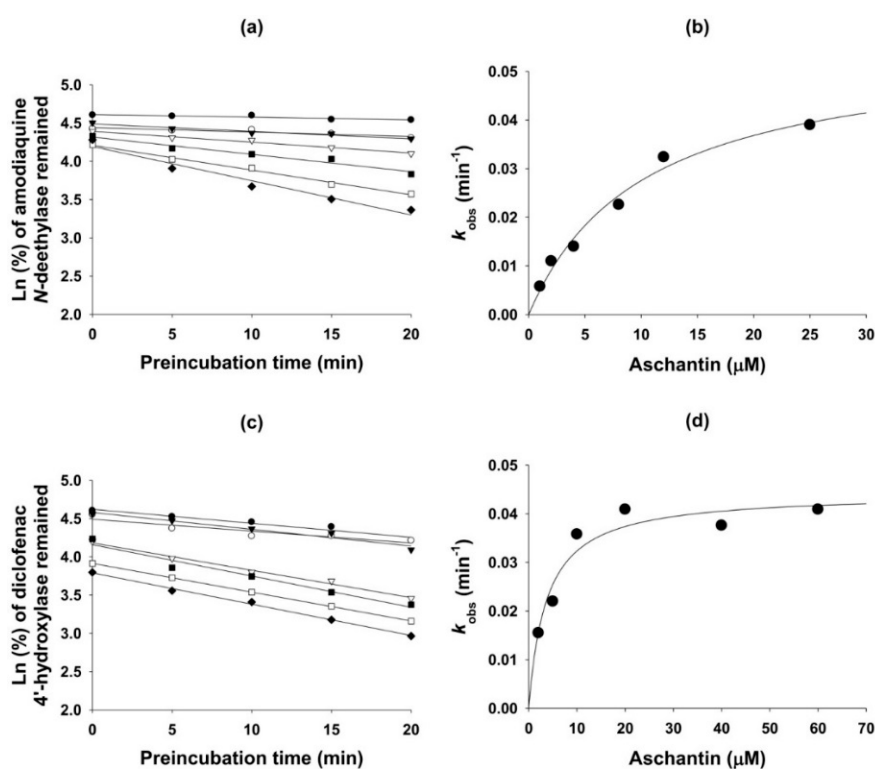 (a)
Ln (%) of amodiaquine
N-deethylase remained
5.0
4.5
4.0
3.5
3.0
2.5
2.0
0 5 10 15 20
Preincubation time (min)
(b)
kobs (min-1)
0.05
0.04
0.03
0.02
0.01
0.00
0 5 10 15 20 25 30
Aschantin (μM)
(c)
Ln (%) of diclofenac
4'-hydroxylase remained
5.0
4.5
4.0
3.5
3.0
2.5
2.0
0 5 10 15 20
Preincubation time (min)
(d)
kobs (min-1)
0.05
0.04
0.03
0.02
0.01
0.00
0 10 20 30 40 50 60 70
Aschantin (μM)